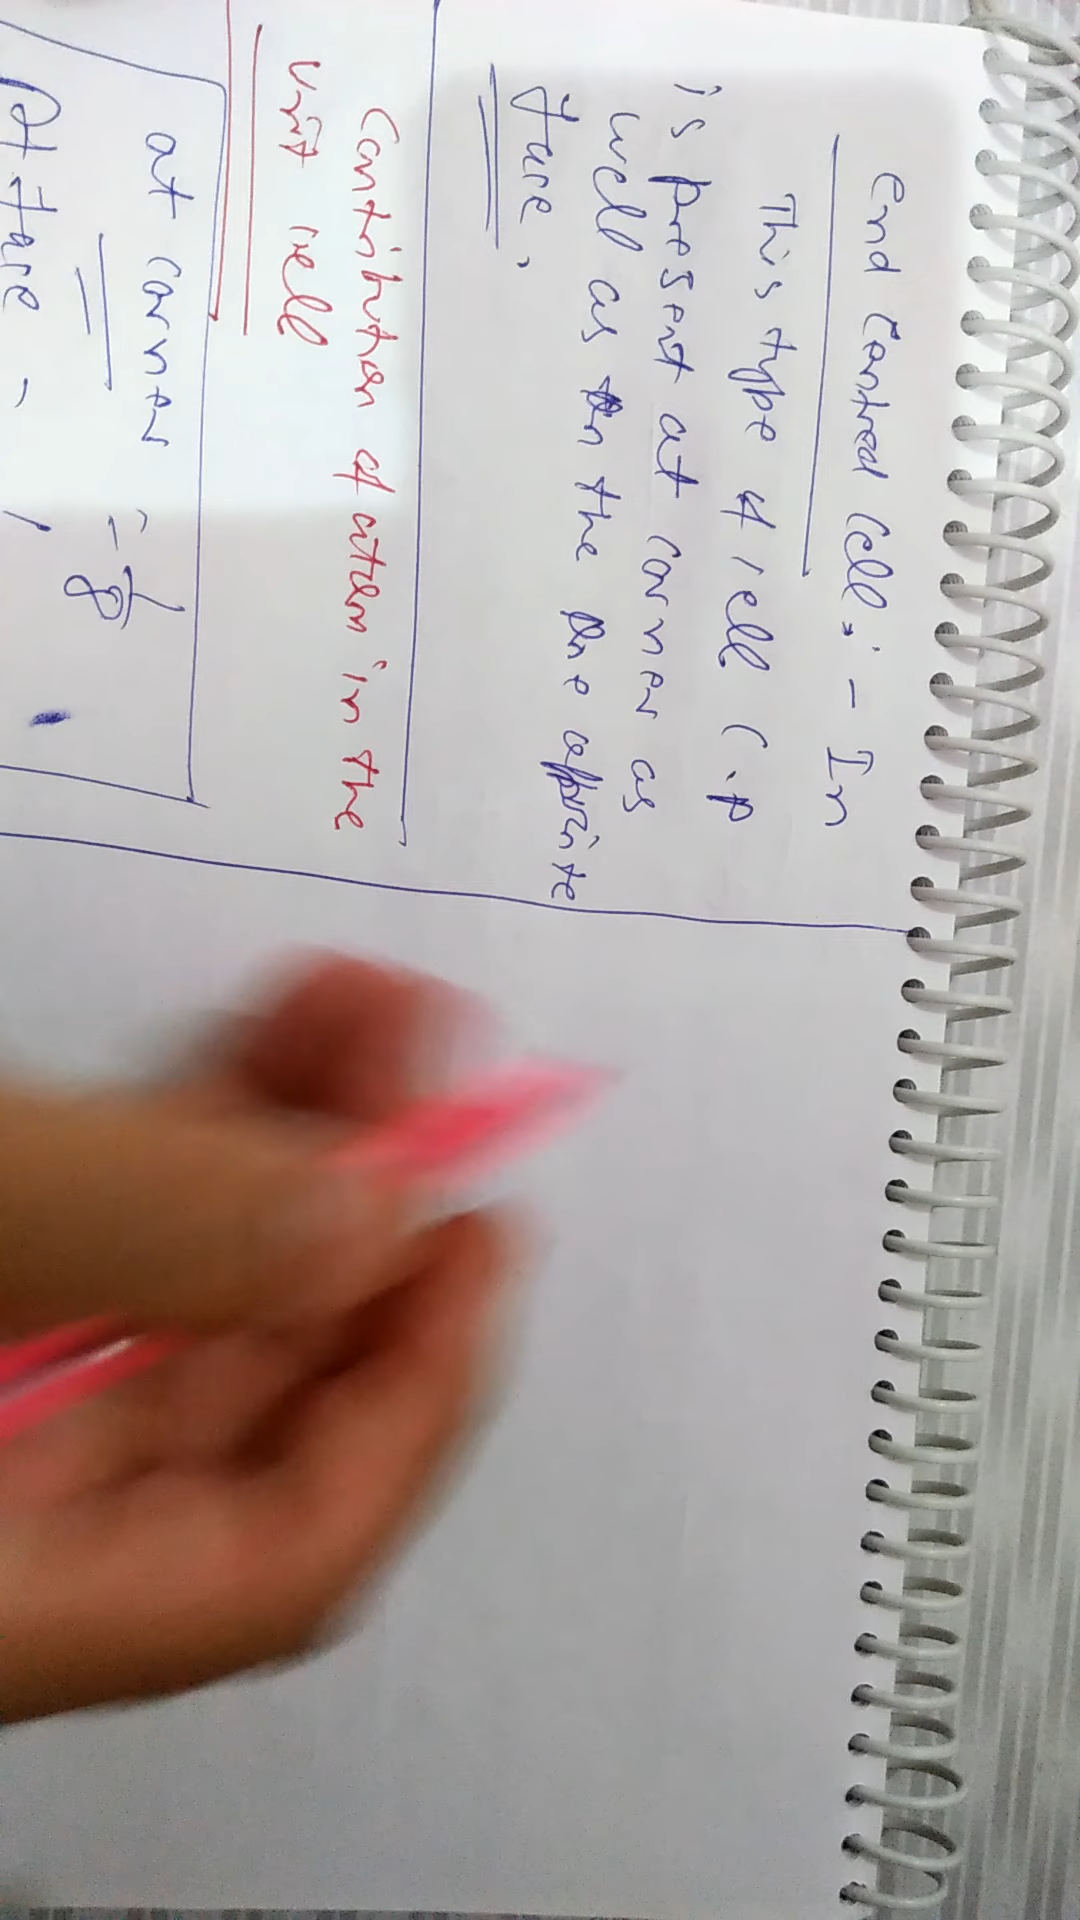 End Centred Cell :- In
This type of cell C.P
is present at corner as
well as on the one opposite
face.
Contribution of atom in the
unit cell
at corner = 1/8
At face -